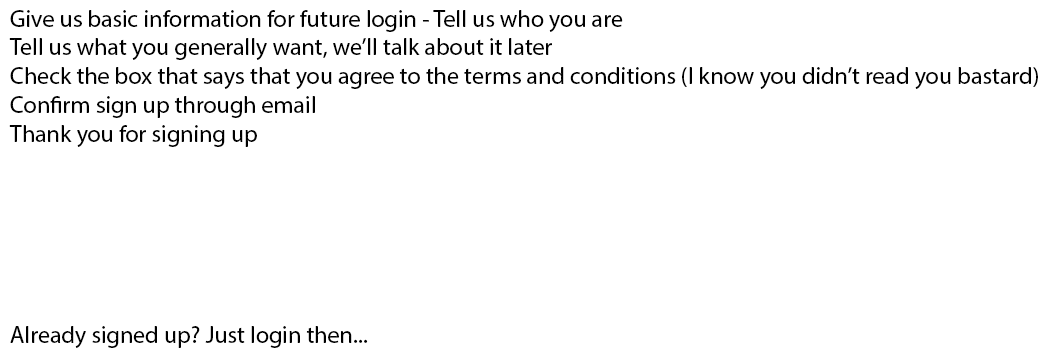 Give us basic information for future login - Tell us who you are
Tell us what you generally want, we’ll talk about it later
Check the box that says that you agree to the terms and conditions (I know you didn’t read you bastard)
Confirm sign up through email
Thank you for signing up
Already signed up? Just login then...